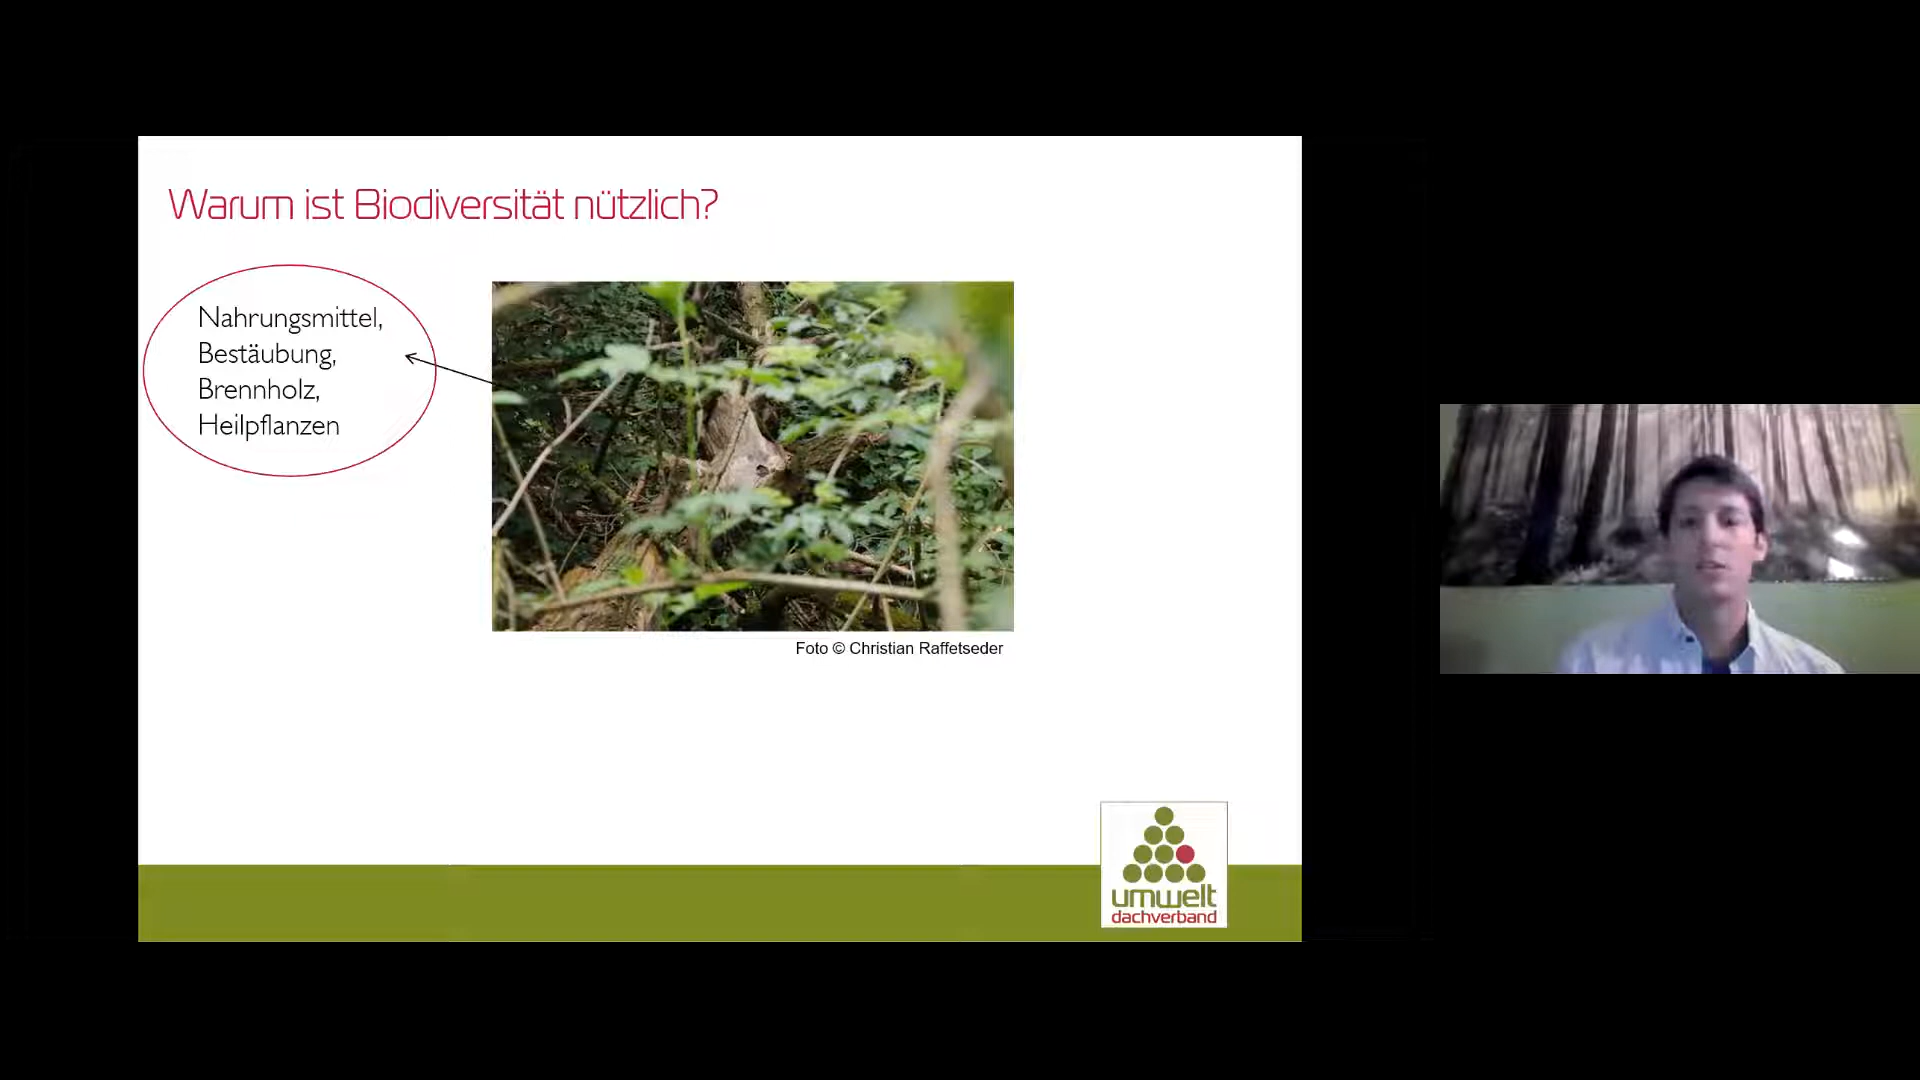 Warum ist Biodiversität nützlich?
Nahrungsmittel,
Bestäubung,
Brennholz,
Heilpflanzen
Foto © Christian Raffetseder
umwelt
dachverband